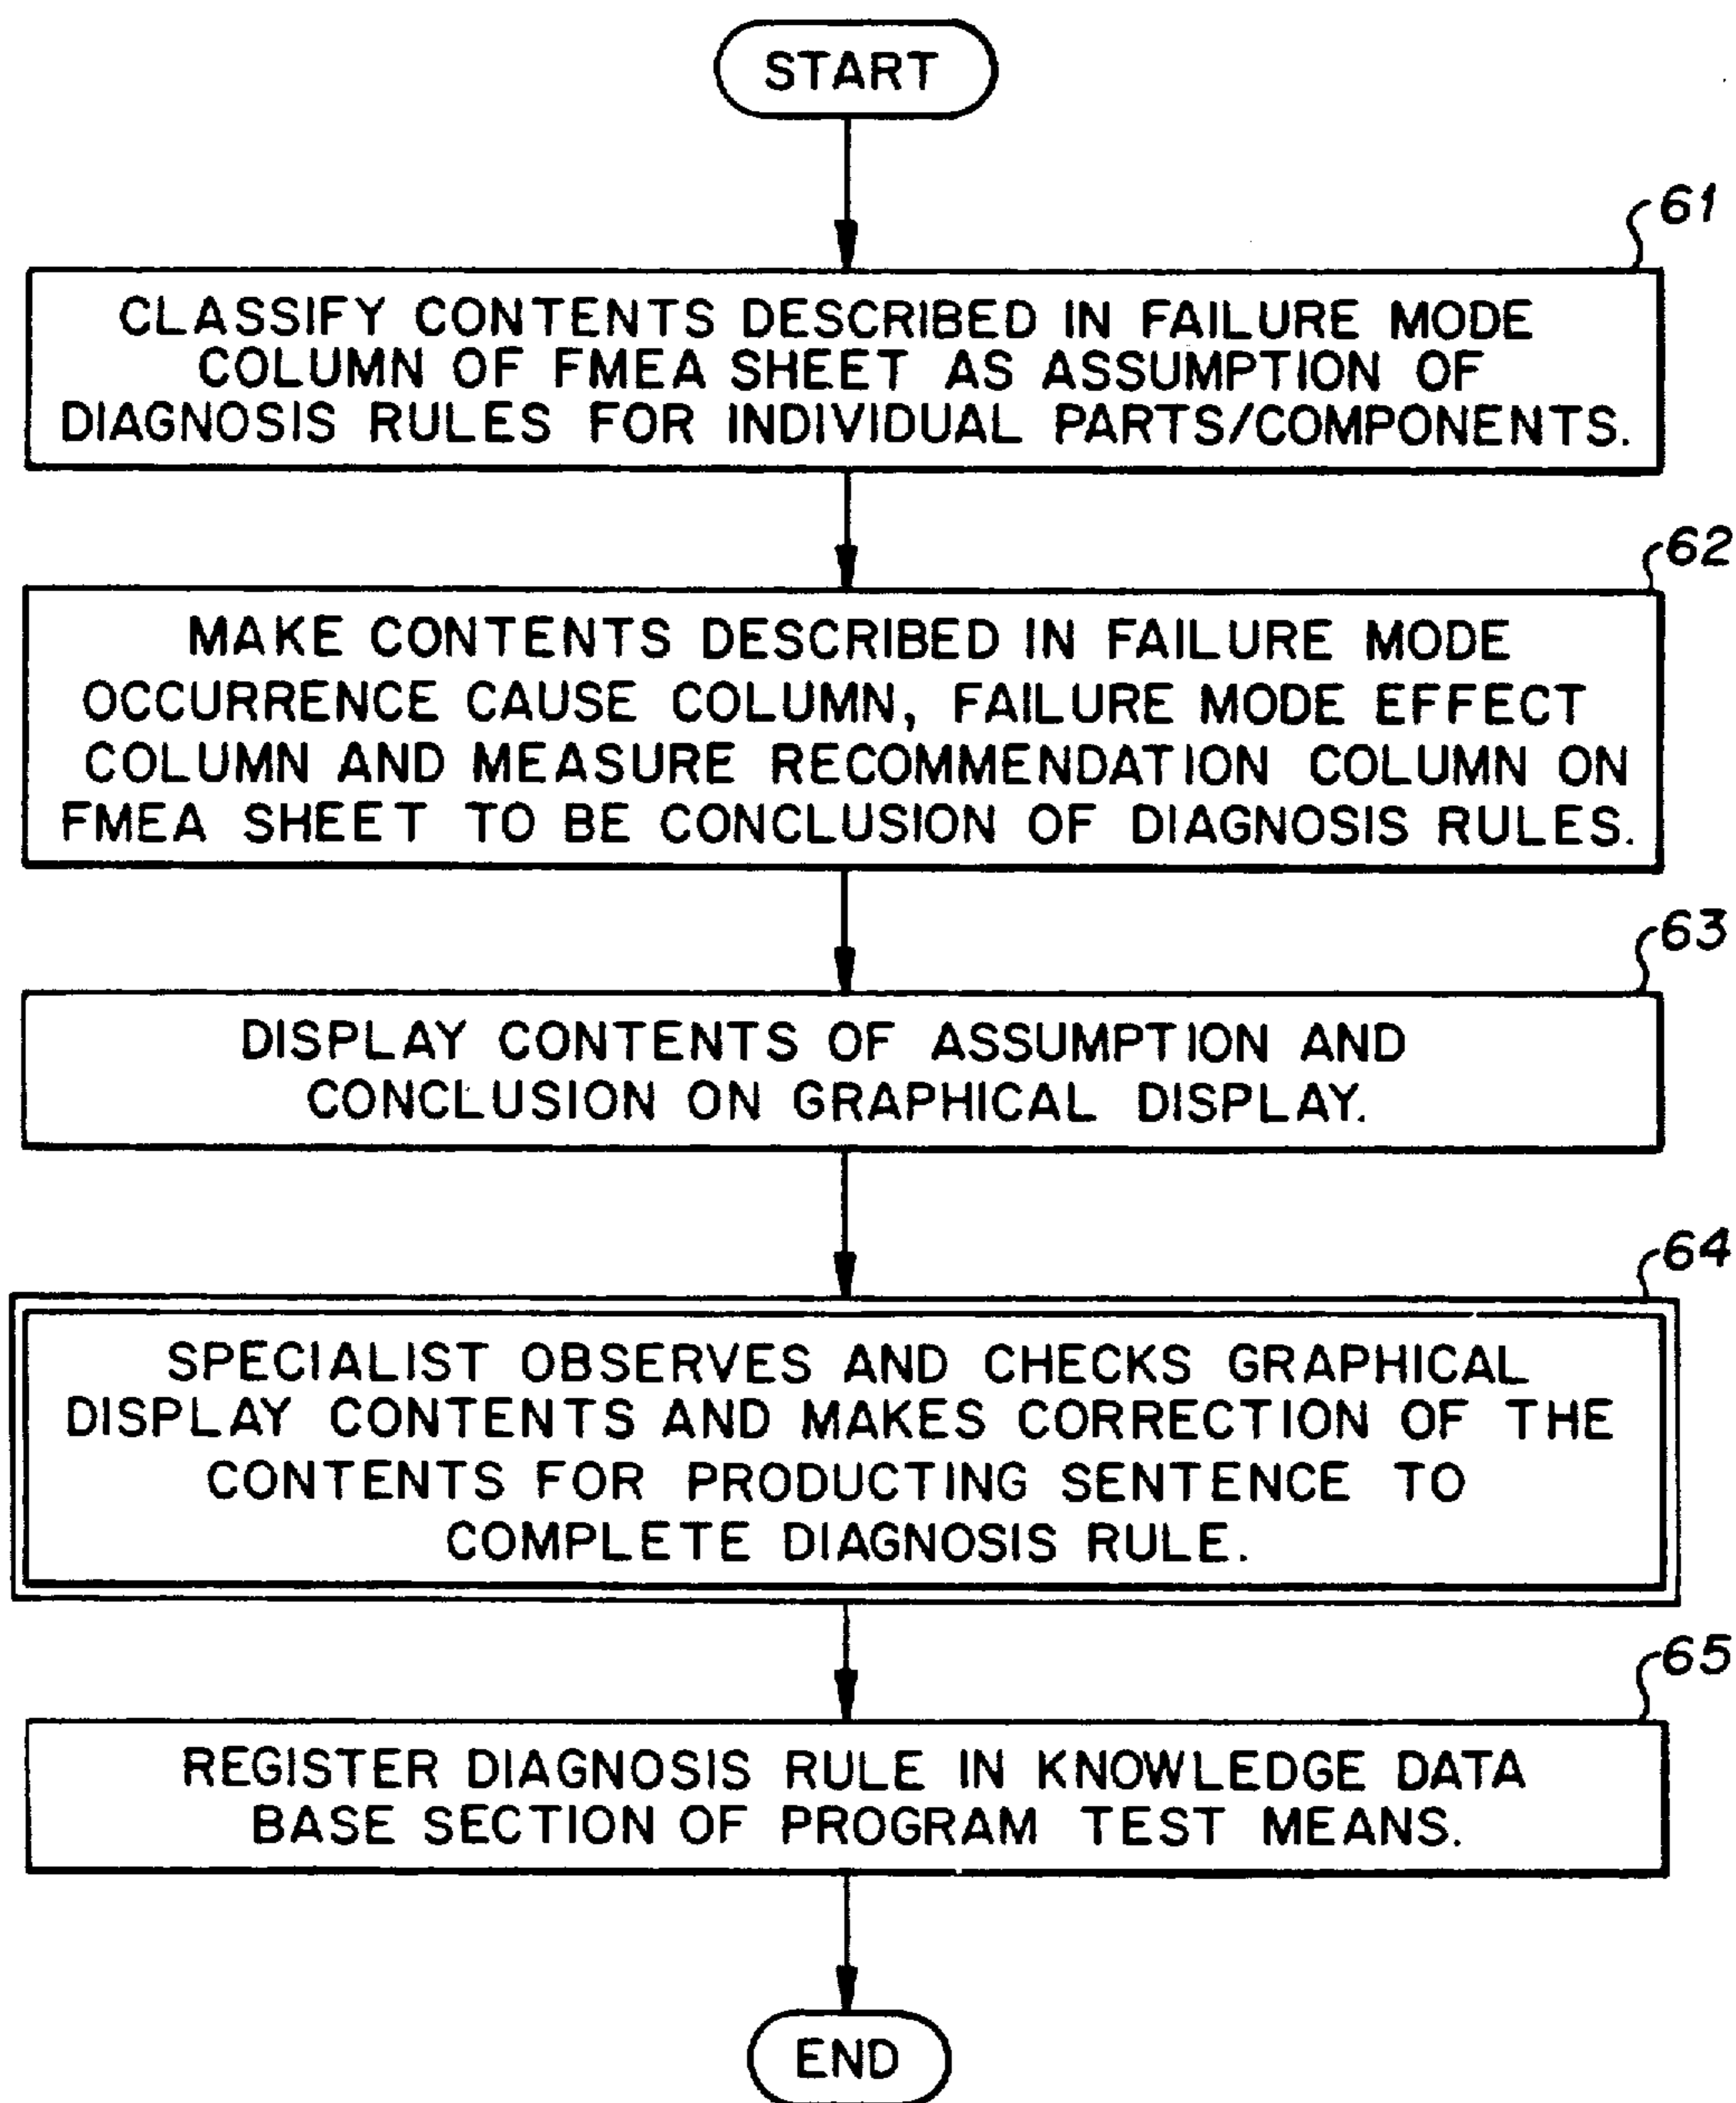 START
61
CLASSIFY CONTENTS DESCRIBED IN FAILURE MODE
COLUMN OF FMEA SHEET AS ASSUMPTION OF
DIAGNOSIS RULES FOR INDIVIDUAL PARTS/COMPONENTS.
62
MAKE CONTENTS DESCRIBED IN FAILURE MODE
OCCURRENCE CAUSE COLUMN, FAILURE MODE EFFECT
COLUMN AND MEASURE RECOMMENDATION COLUMN ON
FMEA SHEET TO BE CONCLUSION OF DIAGNOSIS RULES.
63
DISPLAY CONTENTS OF ASSUMPTION AND
CONCLUSION ON GRAPHICAL DISPLAY.
64
SPECIALIST OBSERVES AND CHECKS GRAPHICAL
DISPLAY CONTENTS AND MAKES CORRECTION OF THE
CONTENTS FOR PRODUCTING SENTENCE TO
COMPLETE DIAGNOSIS RULE.
65
REGISTER DIAGNOSIS RULE IN KNOWLEDGE DATA
BASE SECTION OF PROGRAM TEST MEANS.
END